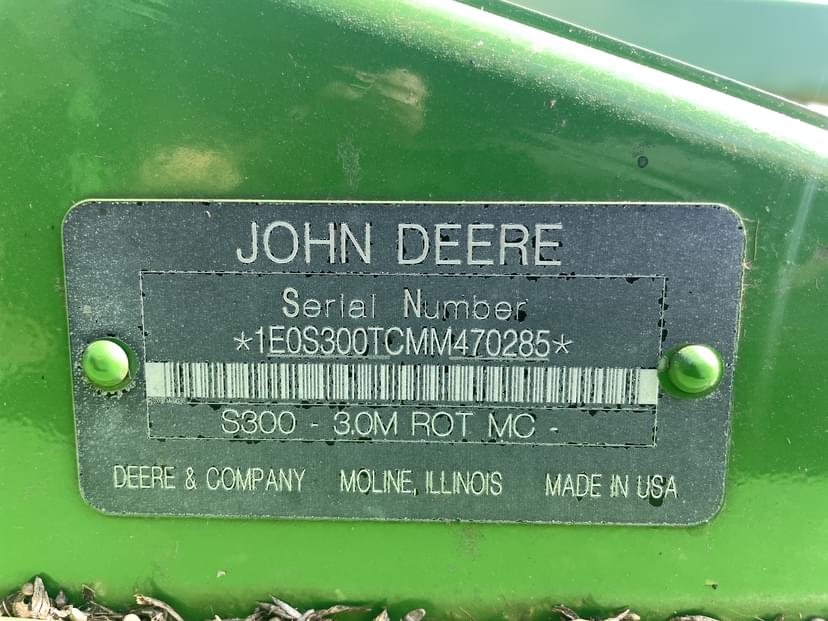 JOHN DEERE
Serial Number
*1E0S300TCMM470285*
S300 - 3.0M ROT MC -
DEERE & COMPANY MOLINE, ILLINOIS MADE IN USA